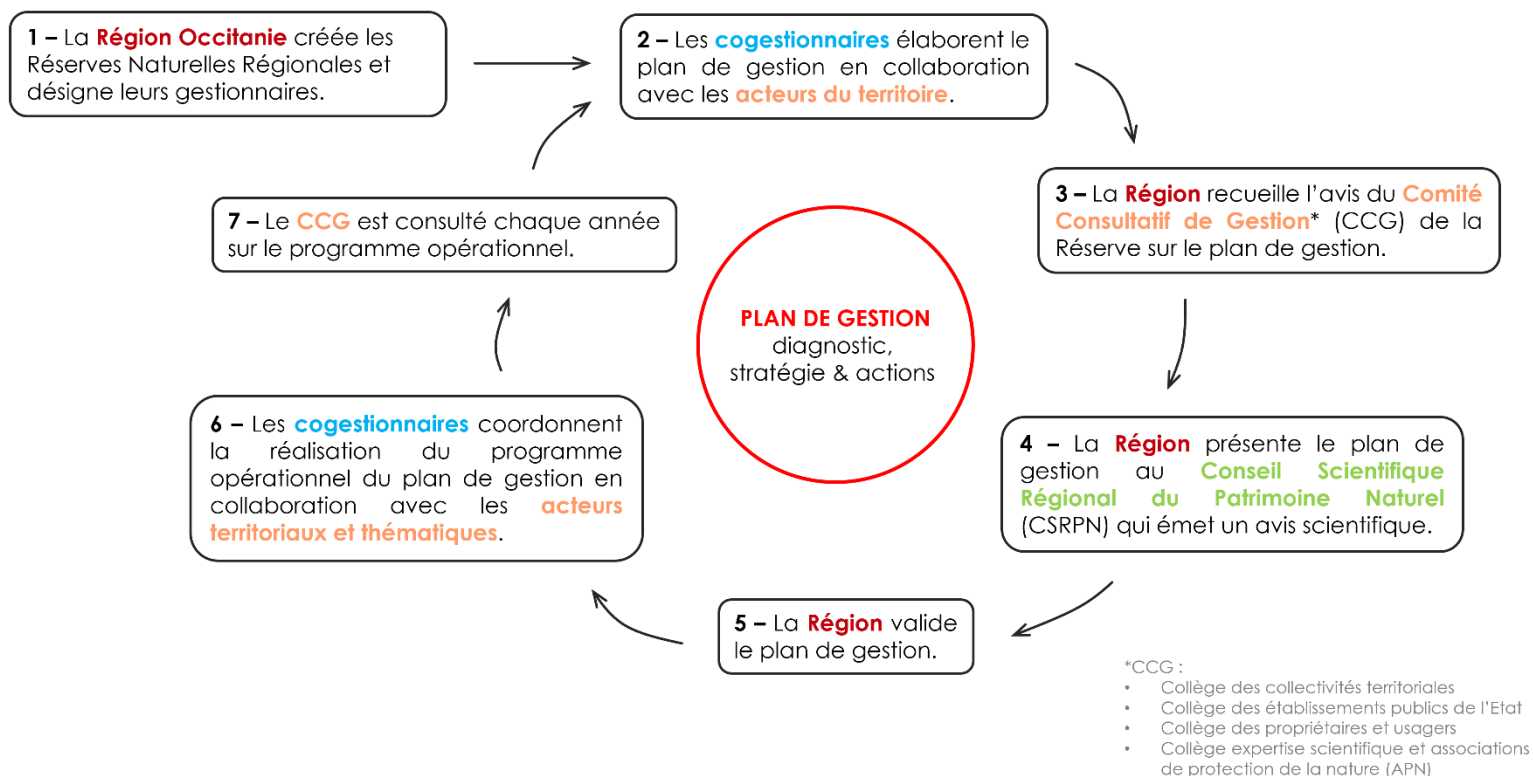 1 – La Région Occitanie créée les
Réserves Naturelles Régionales et
désigne leurs gestionnaires.
2 – Les cogestionnaires élaborent le
plan de gestion en collaboration
avec les acteurs du territoire.
3 – La Région recueille l’avis du Comité
Consultatif de Gestion* (CCG) de la
Réserve sur le plan de gestion.
4 – La Région présente le plan de
gestion au Conseil Scientifique
Régional du Patrimoine Naturel
(CSRPN) qui émet un avis scientifique.
5 – La Région valide
le plan de gestion.
6 – Les cogestionnaires coordonnent
la réalisation du programme
opérationnel du plan de gestion en
collaboration avec les acteurs
territoriaux et thématiques.
7 – Le CCG est consulté chaque année
sur le programme opérationnel.
PLAN DE GESTION
diagnostic,
stratégie & actions
*CCG :
• Collège des collectivités territoriales
• Collège des établissements publics de l’Etat
• Collège des propriétaires et usagers
• Collège expertise scientifique et associations
de protection de la nature (APN)